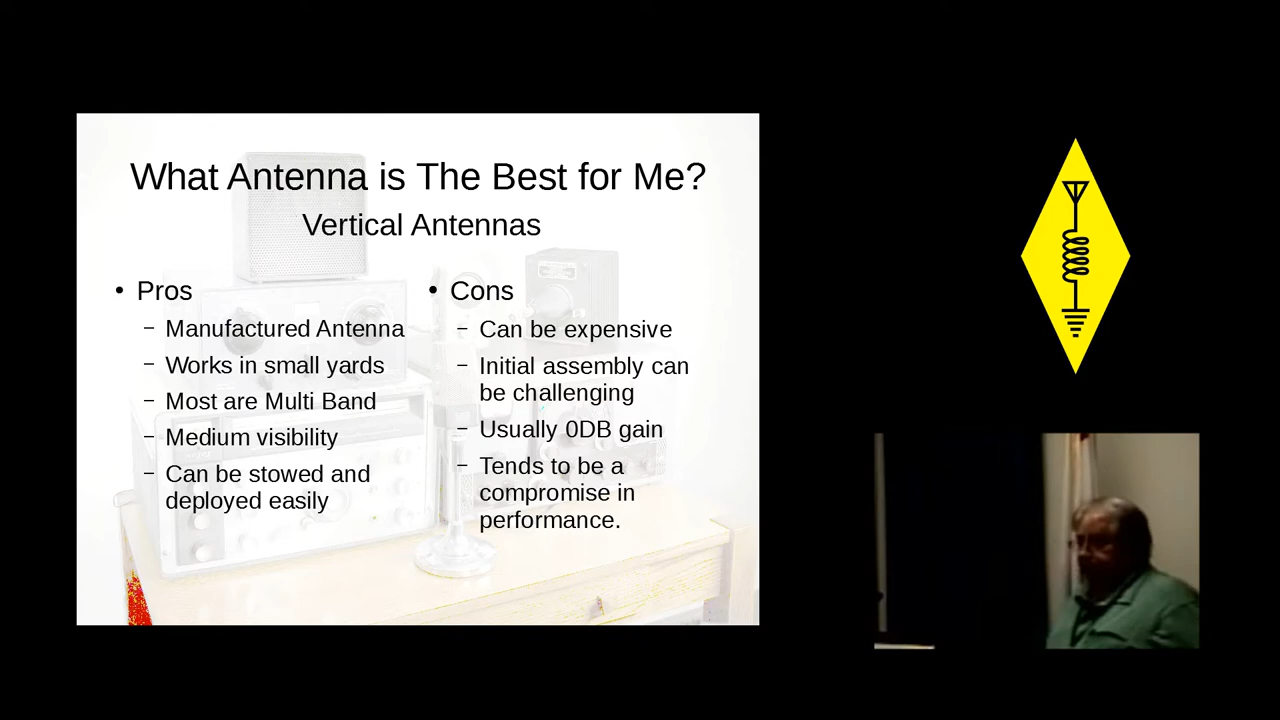 What Antenna is The Best for Me?
Vertical Antennas
• Pros
– Manufactured Antenna
– Works in small yards
– Most are Multi Band
– Medium visibility
– Can be stowed and
deployed easily
• Cons
– Can be expensive
– Initial assembly can
be challenging
– Usually 0DB gain
– Tends to be a
compromise in
performance.